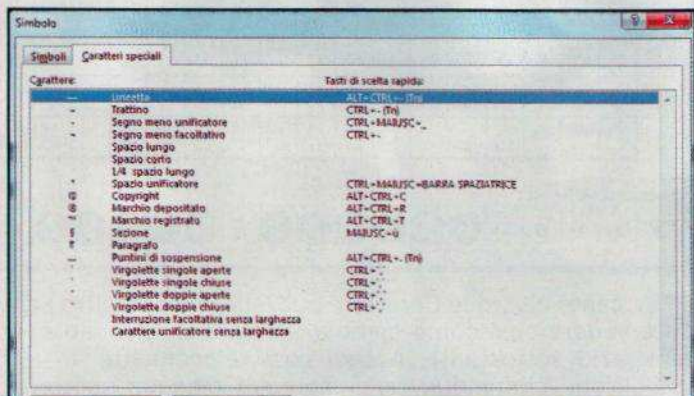 Simbolo
Simboli Caratteri speciali
Carattere: Tasti di scelta rapida:
— Lineetta ALT+CTRL+- (Tn)
- Trattino CTRL+- (Tn)
- Segno meno unificatore CTRL+MAIUSC+_
- Segno meno facoltativo CTRL+-
Spazio lungo
Spazio corto
1/4 spazio lungo
° Spazio unificatore CTRL+MAIUSC+BARRA SPAZIATRICE
© Copyright ALT+CTRL+C
® Marchio depositato ALT+CTRL+R
™ Marchio registrato ALT+CTRL+T
§ Sezione MAIUSC+ù
¶ Paragrafo
… Puntini di sospensione ALT+CTRL+. (Tn)
Virgolette singole aperte
Virgolette singole chiuse
Virgolette doppie aperte
Virgolette doppie chiuse
Interruzione facoltativa senza larghezza
Carattere unificatore senza larghezza